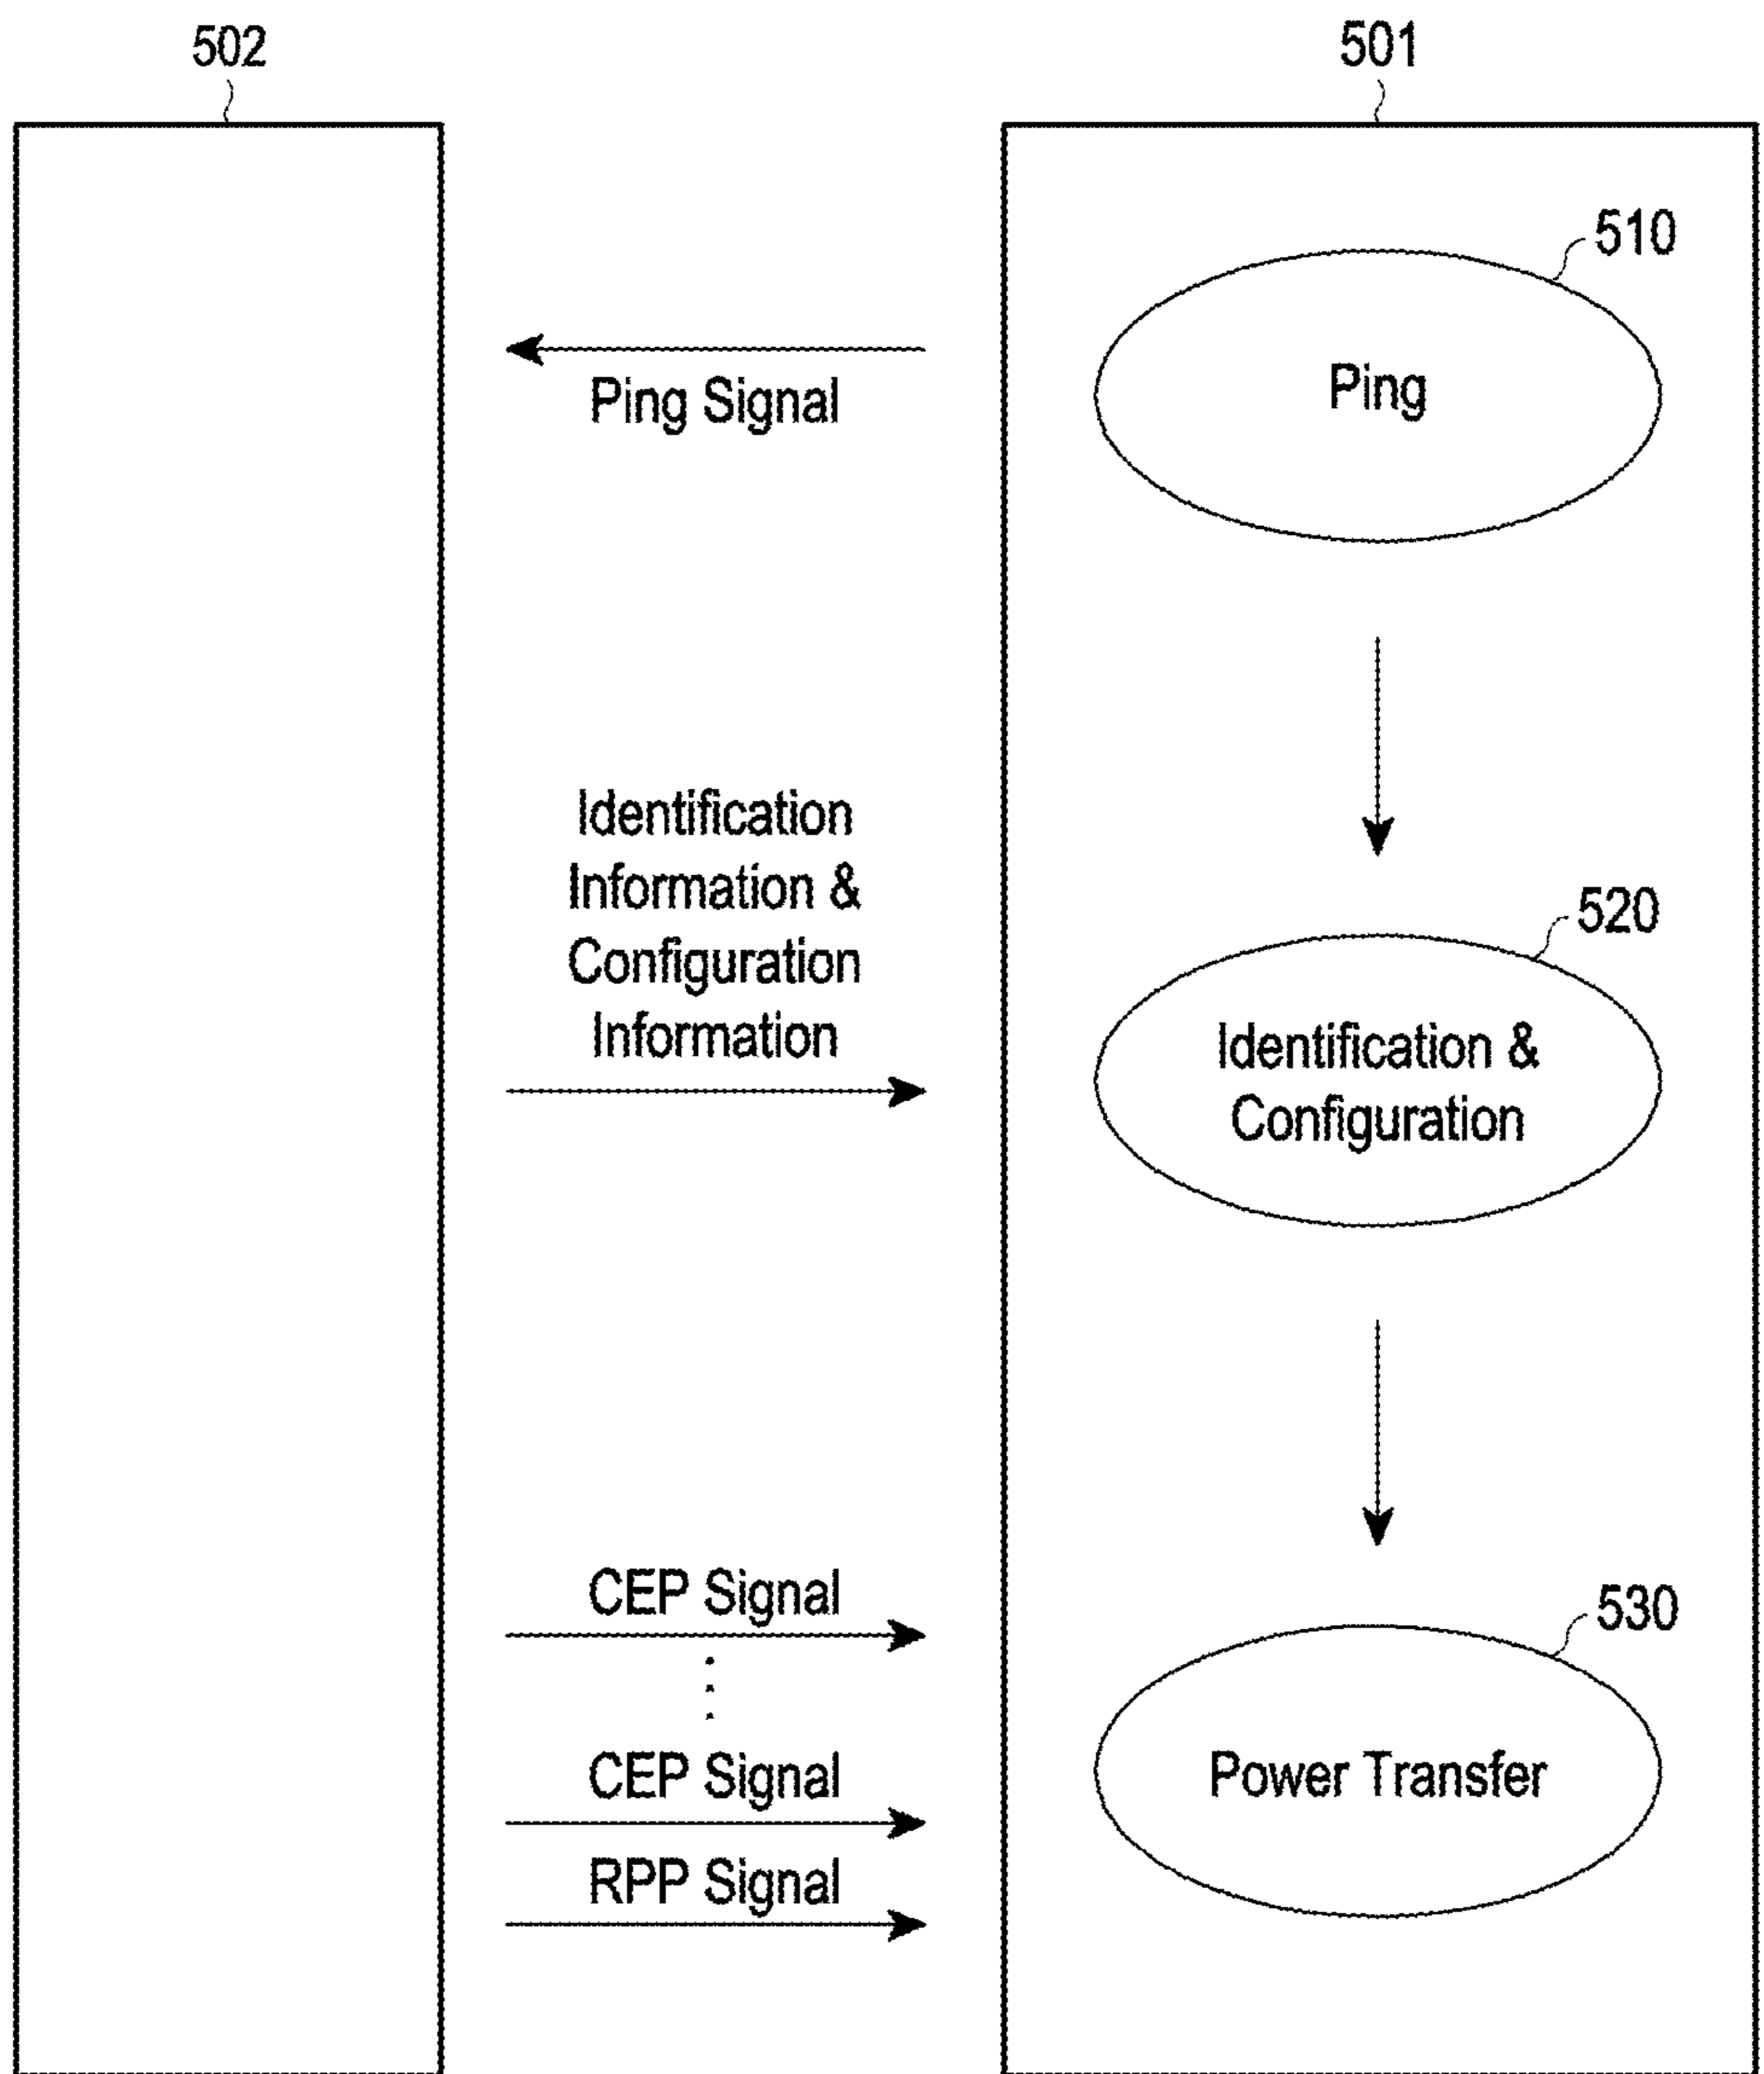 502
501
510
Ping
Ping Signal
Identification
Information &
Configuration
Information
520
Identification &
Configuration
CEP Signal
530
CEP Signal
Power Transfer
RPP Signal